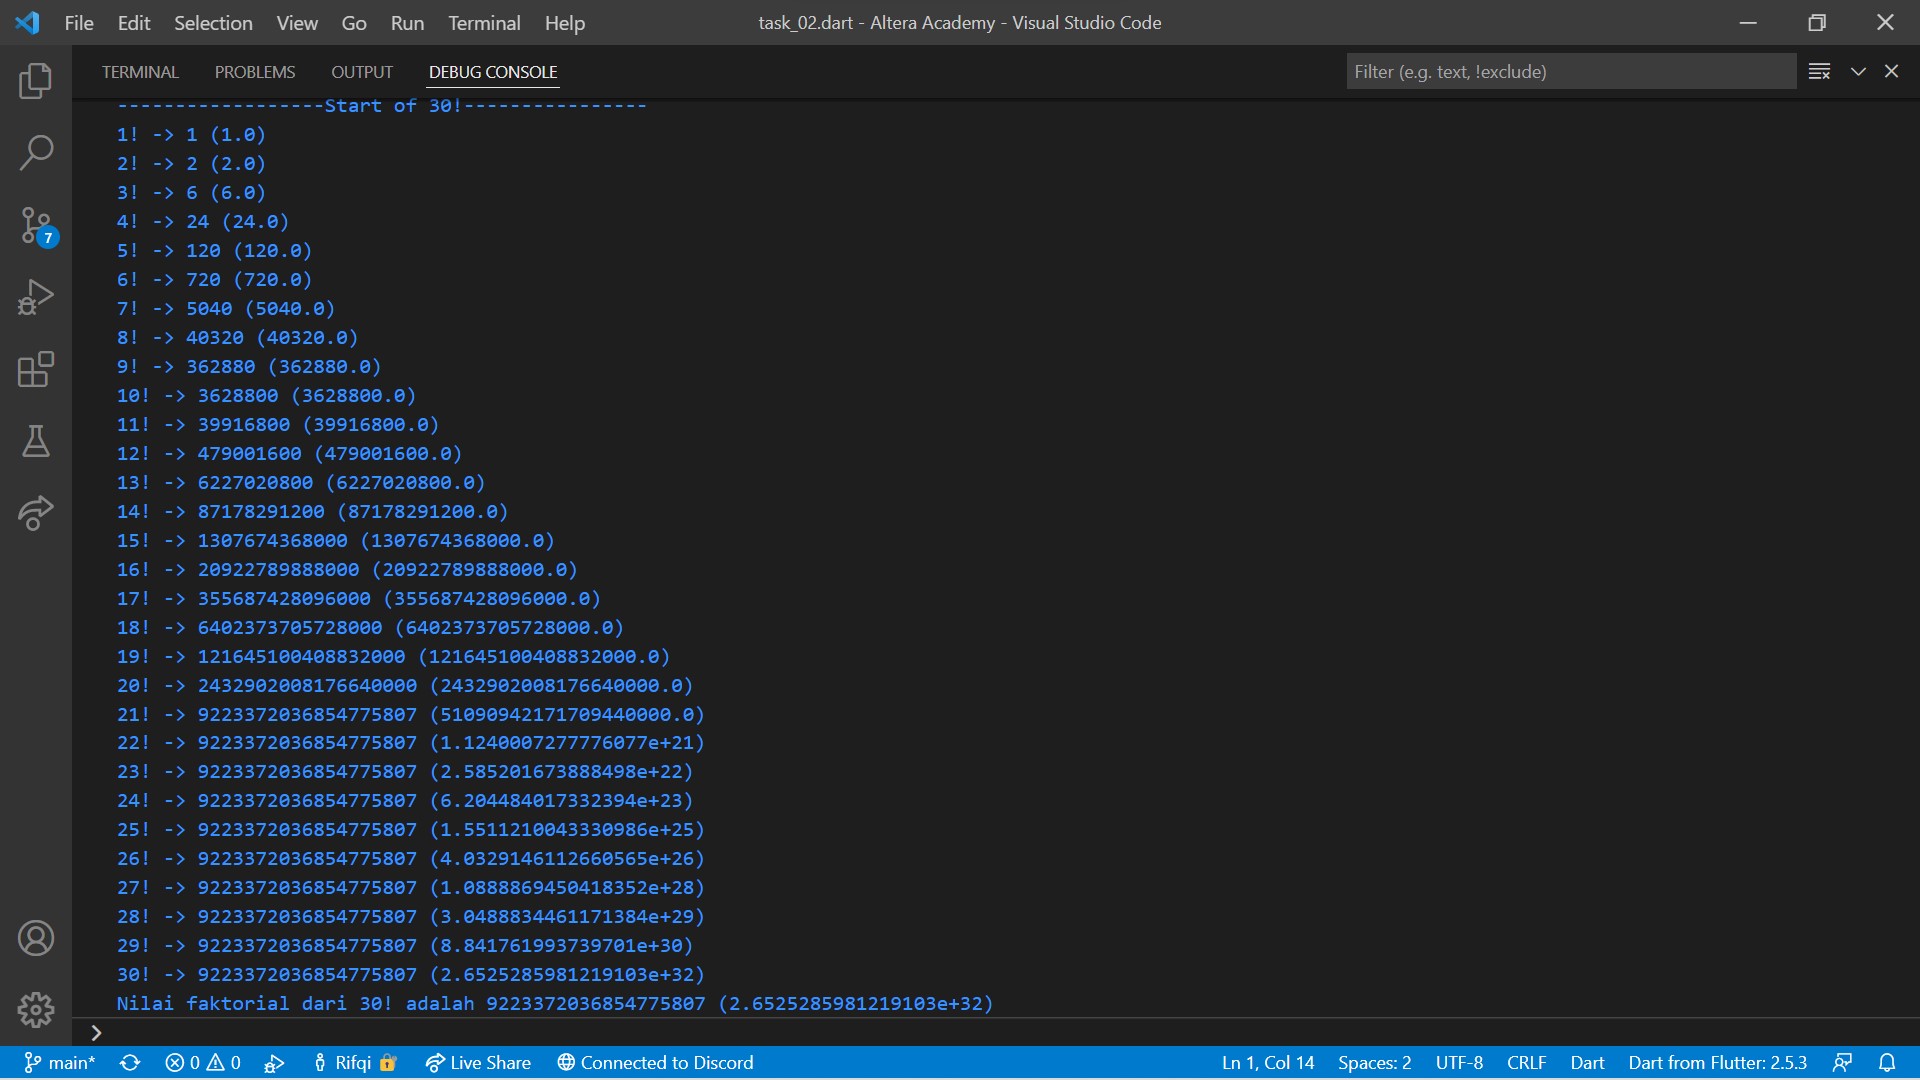 File Edit Selection View Go Run Terminal Help task_02.dart - Altera Academy - Visual Studio Code
TERMINAL PROBLEMS OUTPUT DEBUG CONSOLE Filter (e.g. text, !exclude)
------------------Start of 30!----------------
1! -> 1 (1.0)
2! -> 2 (2.0)
3! -> 6 (6.0)
4! -> 24 (24.0)
5! -> 120 (120.0)
6! -> 720 (720.0)
7! -> 5040 (5040.0)
8! -> 40320 (40320.0)
9! -> 362880 (362880.0)
10! -> 3628800 (3628800.0)
11! -> 39916800 (39916800.0)
12! -> 479001600 (479001600.0)
13! -> 6227020800 (6227020800.0)
14! -> 87178291200 (87178291200.0)
15! -> 1307674368000 (1307674368000.0)
16! -> 20922789888000 (20922789888000.0)
17! -> 355687428096000 (355687428096000.0)
18! -> 6402373705728000 (6402373705728000.0)
19! -> 121645100408832000 (121645100408832000.0)
20! -> 2432902008176640000 (2432902008176640000.0)
21! -> 9223372036854775807 (51090942171709440000.0)
22! -> 9223372036854775807 (1.1240007277776077e+21)
23! -> 9223372036854775807 (2.585201673888498e+22)
24! -> 9223372036854775807 (6.204484017332394e+23)
25! -> 9223372036854775807 (1.5511210043330986e+25)
26! -> 9223372036854775807 (4.0329146112660565e+26)
27! -> 9223372036854775807 (1.0888869450418352e+28)
28! -> 9223372036854775807 (3.0488834461171384e+29)
29! -> 9223372036854775807 (8.841761993739701e+30)
30! -> 9223372036854775807 (2.6525285981219103e+32)
Nilai faktorial dari 30! adalah 9223372036854775807 (2.6525285981219103e+32)
7
main* 0 0 Rifqi Live Share Connected to Discord Ln 1, Col 14 Spaces: 2 UTF-8 CRLF Dart Dart from Flutter: 2.5.3